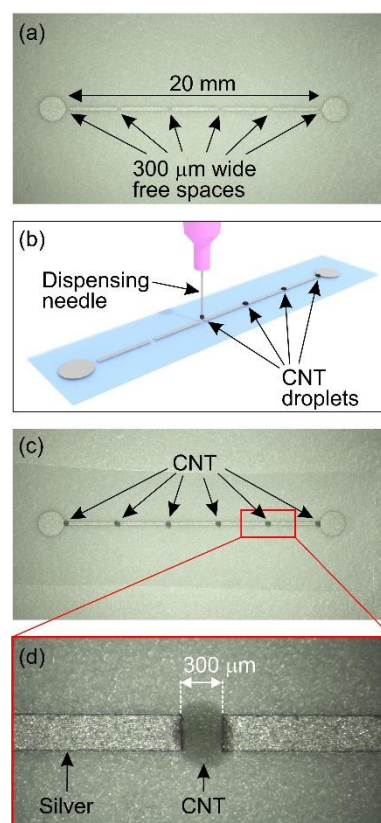 (a)
20 mm
300 μm wide
free spaces
(b)
Dispensing
needle
CNT
droplets
(c)
CNT
(d)
300 μm
Silver
CNT